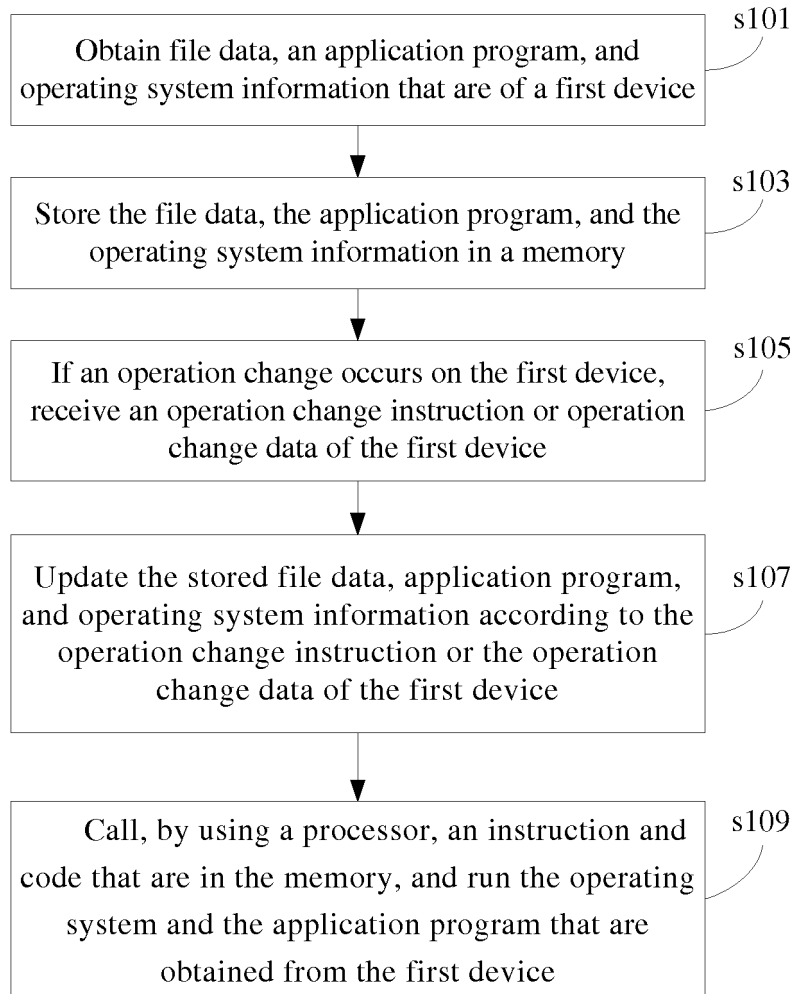 s101
Obtain file data, an application program, and
operating system information that are of a first device
s103
Store the file data, the application program, and the
operating system information in a memory
s105
If an operation change occurs on the first device,
receive an operation change instruction or operation
change data of the first device
s107
Update the stored file data, application program,
and operating system information according to the
operation change instruction or the operation
change data of the first device
s109
Call, by using a processor, an instruction and
code that are in the memory, and run the operating
system and the application program that are
obtained from the first device